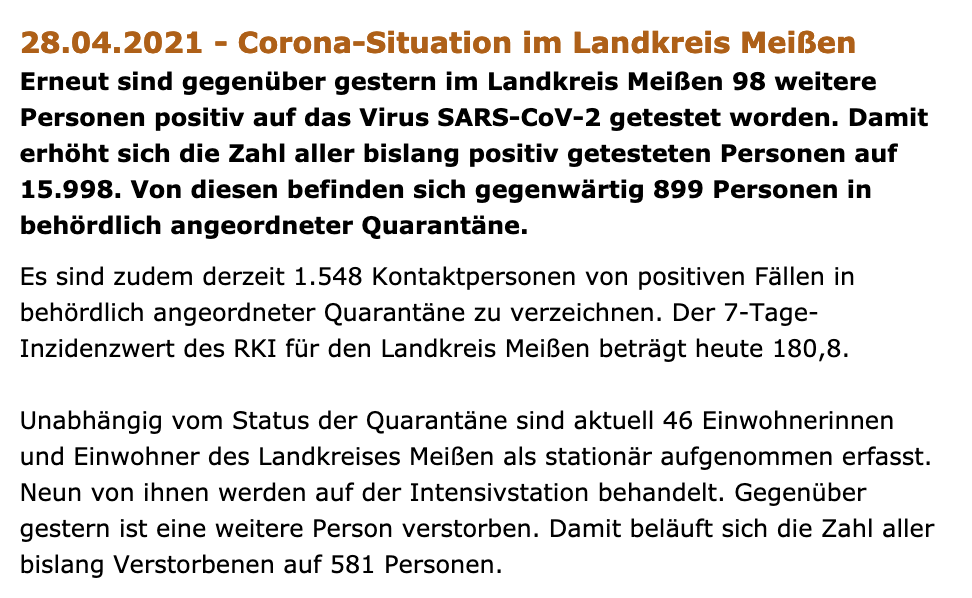 28.04.2021 - Corona-Situation im Landkreis Meißen
Erneut sind gegenüber gestern im Landkreis Meißen 98 weitere
Personen positiv auf das Virus SARS-CoV-2 getestet worden. Damit
erhöht sich die Zahl aller bislang positiv getesteten Personen auf
15.998. Von diesen befinden sich gegenwärtig 899 Personen in
behördlich angeordneter Quarantäne.
Es sind zudem derzeit 1.548 Kontaktpersonen von positiven Fällen in
behördlich angeordneter Quarantäne zu verzeichnen. Der 7-Tage-
Inzidenzwert des RKI für den Landkreis Meißen beträgt heute 180,8.
Unabhängig vom Status der Quarantäne sind aktuell 46 Einwohnerinnen
und Einwohner des Landkreises Meißen als stationär aufgenommen erfasst.
Neun von ihnen werden auf der Intensivstation behandelt. Gegenüber
gestern ist eine weitere Person verstorben. Damit beläuft sich die Zahl aller
bislang Verstorbenen auf 581 Personen.